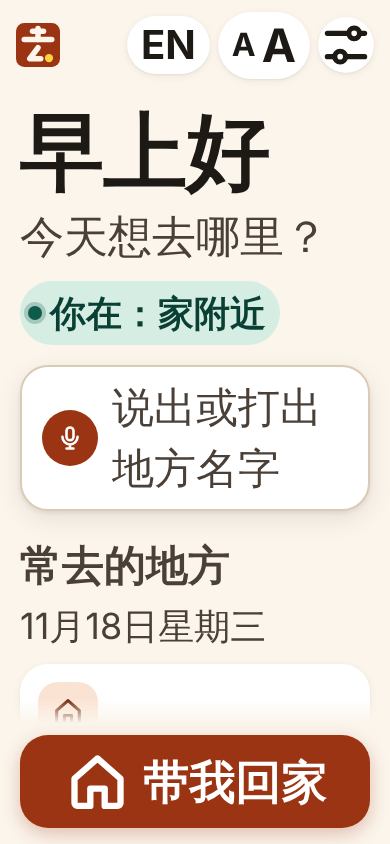 去
EN
A A
早上好
今天想去哪里？
你在：家附近
说出或打出
地方名字
常去的地方
11月18日星期三
带我回家